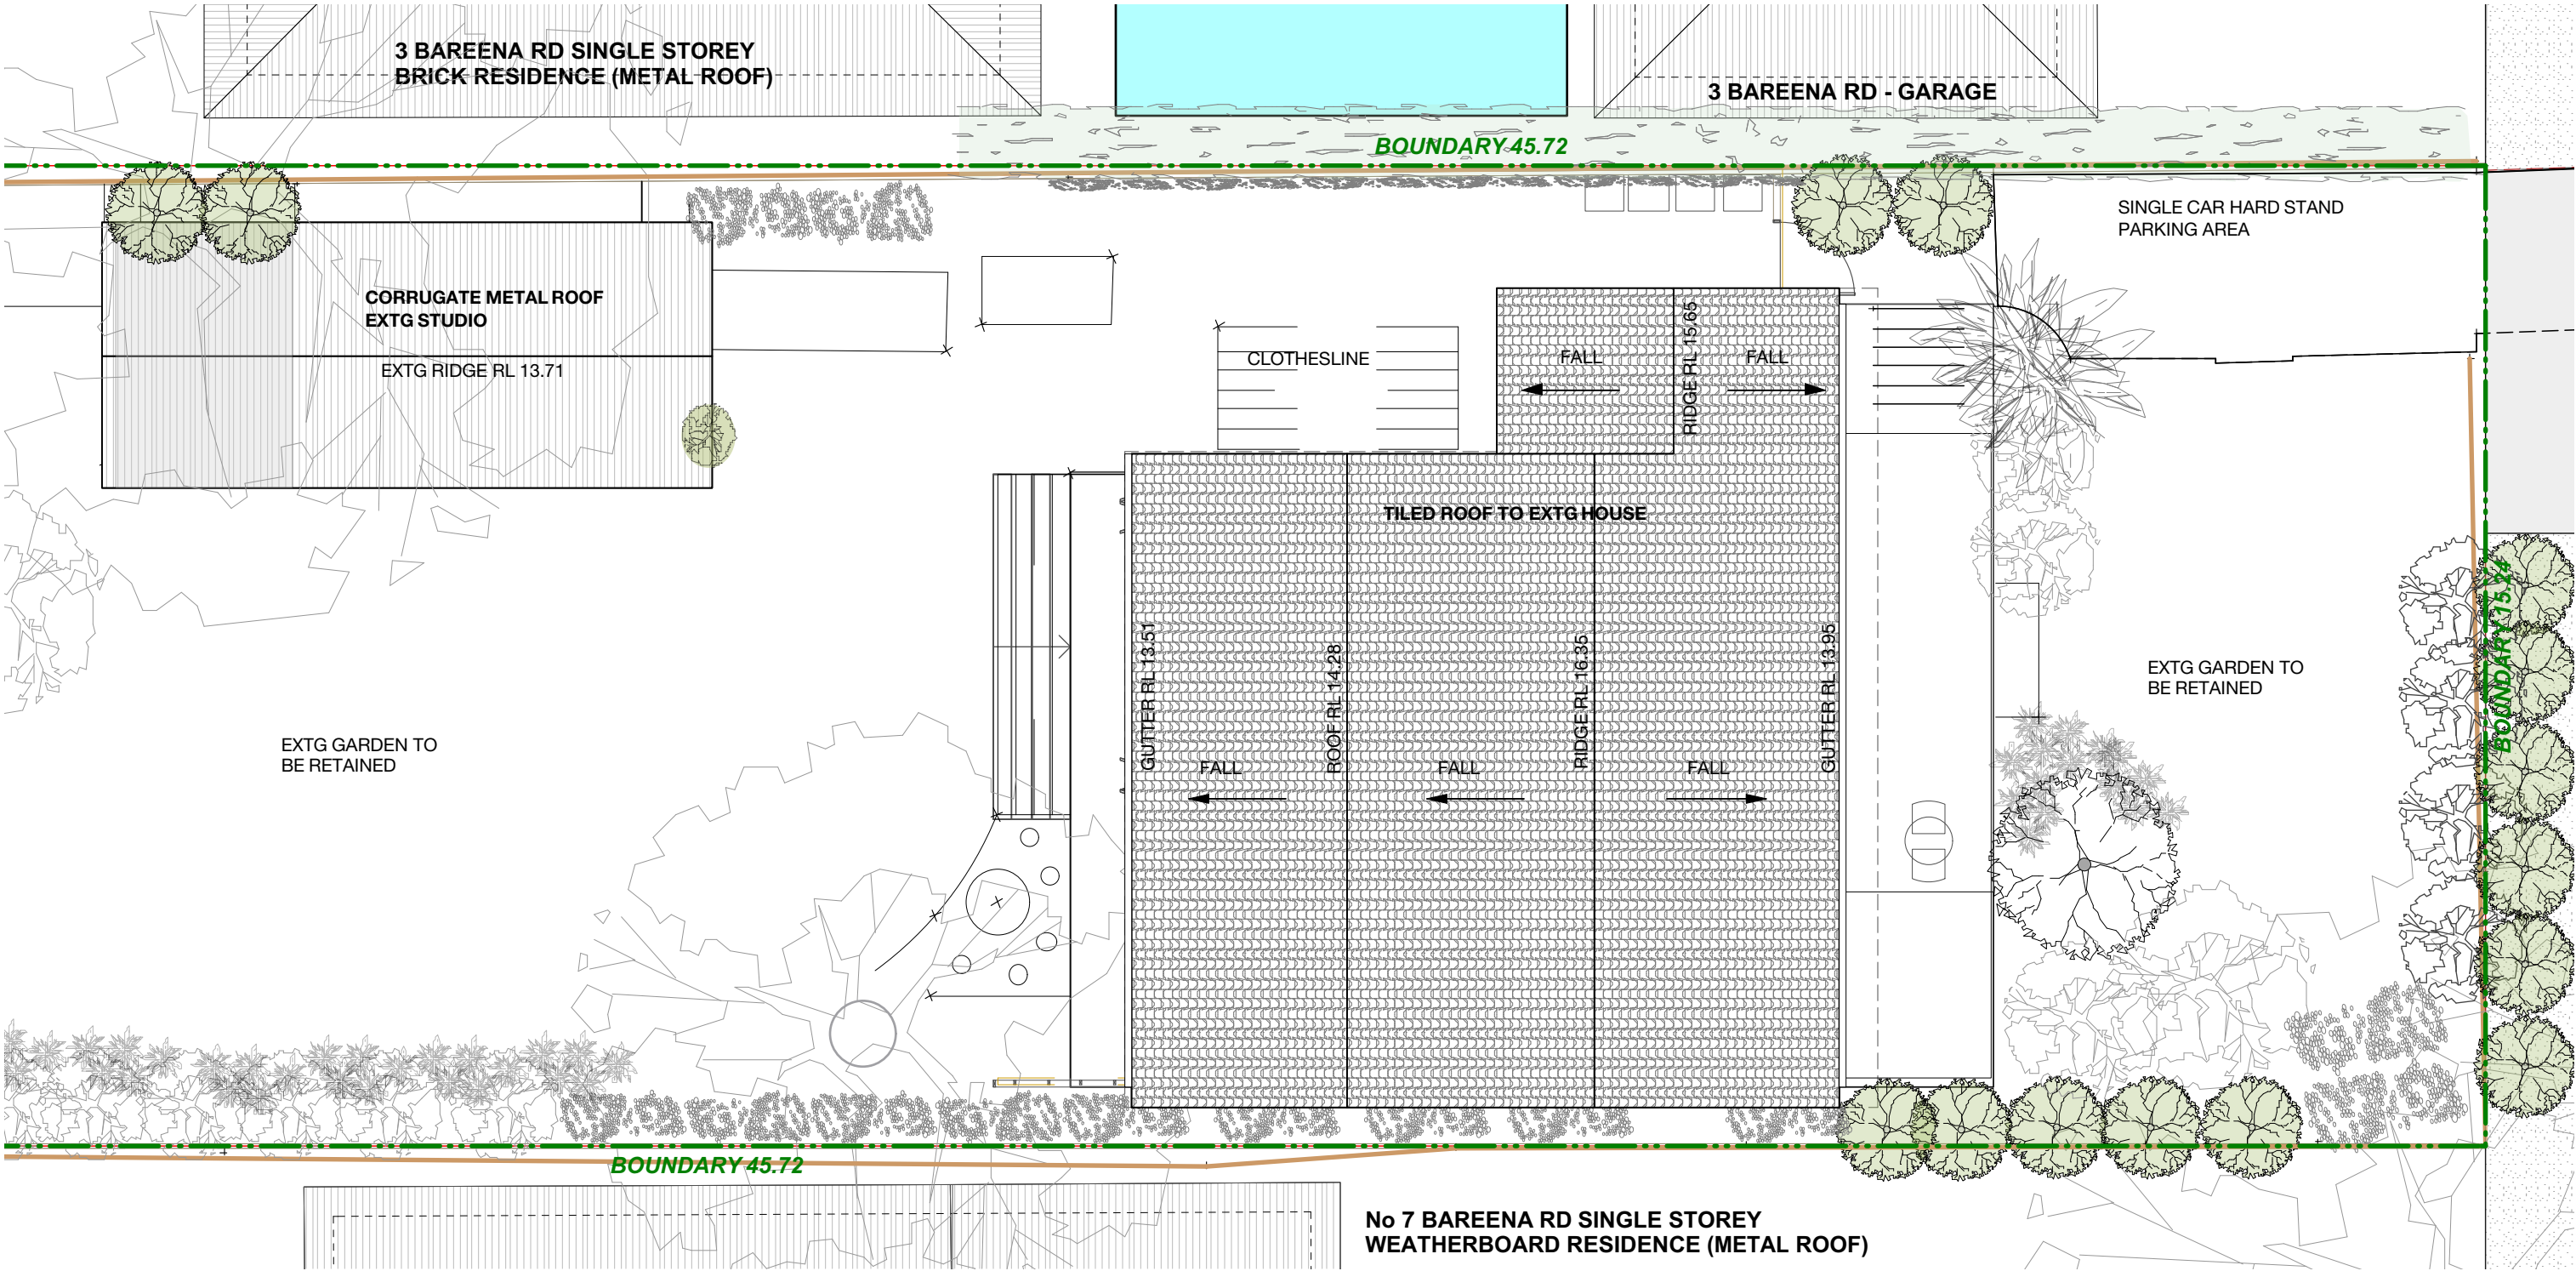 3 BAREENA RD SINGLE STOREY
BRICK RESIDENCE (METAL ROOF)
3 BAREENA RD - GARAGE
BOUNDARY 45.72
SINGLE CAR HARD STAND
PARKING AREA
CORRUGATE METAL ROOF
EXTG STUDIO
EXTG RIDGE RL 13.71
CLOTHESLINE
FALL
RIDGE RL 15.65
FALL
TILED ROOF TO EXTG HOUSE
GUTTER RL 13.51
ROOF RL 14.28
RIDGE RL 16.35
GUTTER RL 13.95
FALL
FALL
FALL
EXTG GARDEN TO
BE RETAINED
EXTG GARDEN TO
BE RETAINED
BOUNDARY 15.24
BOUNDARY 45.72
No 7 BAREENA RD SINGLE STOREY
WEATHERBOARD RESIDENCE (METAL ROOF)